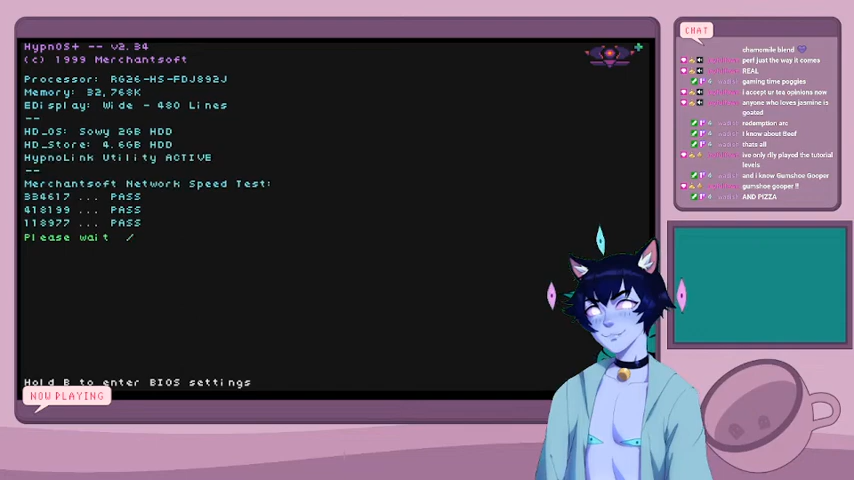 HypnOS+ -- v2.34
(c) 1999 Merchantsoft
Processor: RG26-HS-FDJ892J
Memory: 32,768K
EDisplay: Wide - 480 Lines
--
HD_OS: Sowy 2GB HDD
HD_Store: 4.6GB HDD
HypnoLink Utility ACTIVE
--
Merchantsoft Network Speed Test:
334617 ... PASS
418199 ... PASS
118977 ... PASS
Please wait /
Hold B to enter BIOS settings
NOW PLAYING
CHAT
chamomile blend
perf just the way it comes
REAL
gaming time poggies
i accept ur tea opinions now
anyone who loves jasmine is
goated
redemption arc
I know about Beef
thats all
ive only rlly played the tutorial
levels
and i know Gumshoe Gooper
gumshoe gooper !!
AND PIZZA